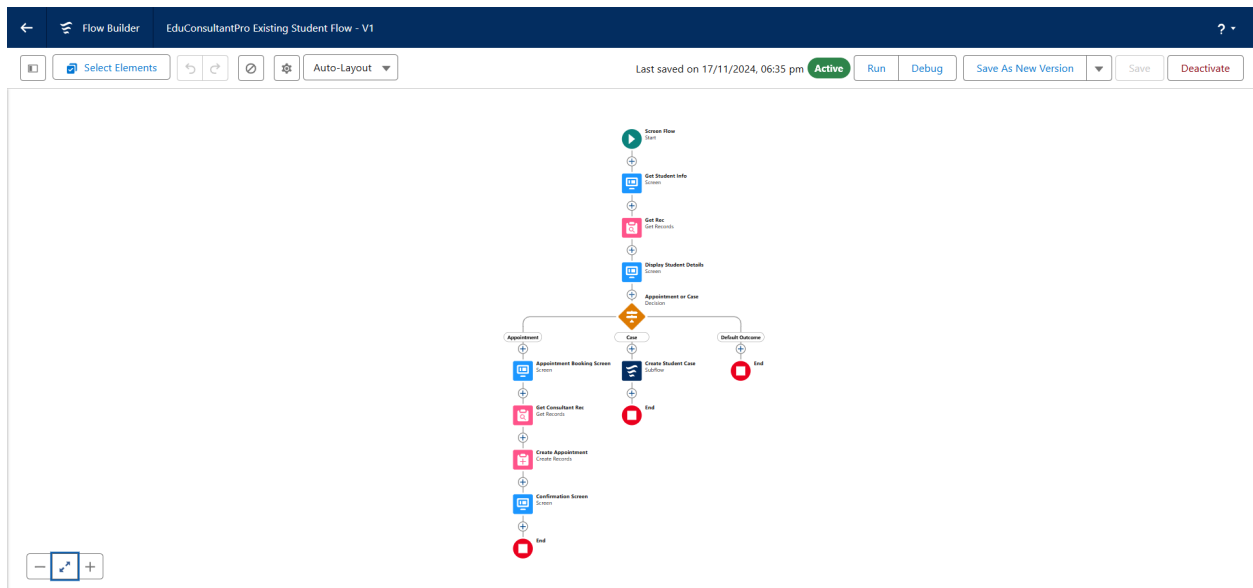 Flow Builder
EduConsultantPro Existing Student Flow - V1
?
Select Elements
Auto-Layout
Last saved on 17/11/2024, 06:35 pm
Active
Run
Debug
Save As New Version
Save
Deactivate
Screen Flow
Start
Get Student Info
Screen
Get Rec
Get Records
Display Student Details
Screen
Appointment or Case
Decision
Appointment
Case
Default Outcome
Appointment Booking Screen
Screen
Create Student Case
Subflow
End
Get Consultant Rec
Get Records
End
Create Appointment
Create Records
Confirmation Screen
Screen
End